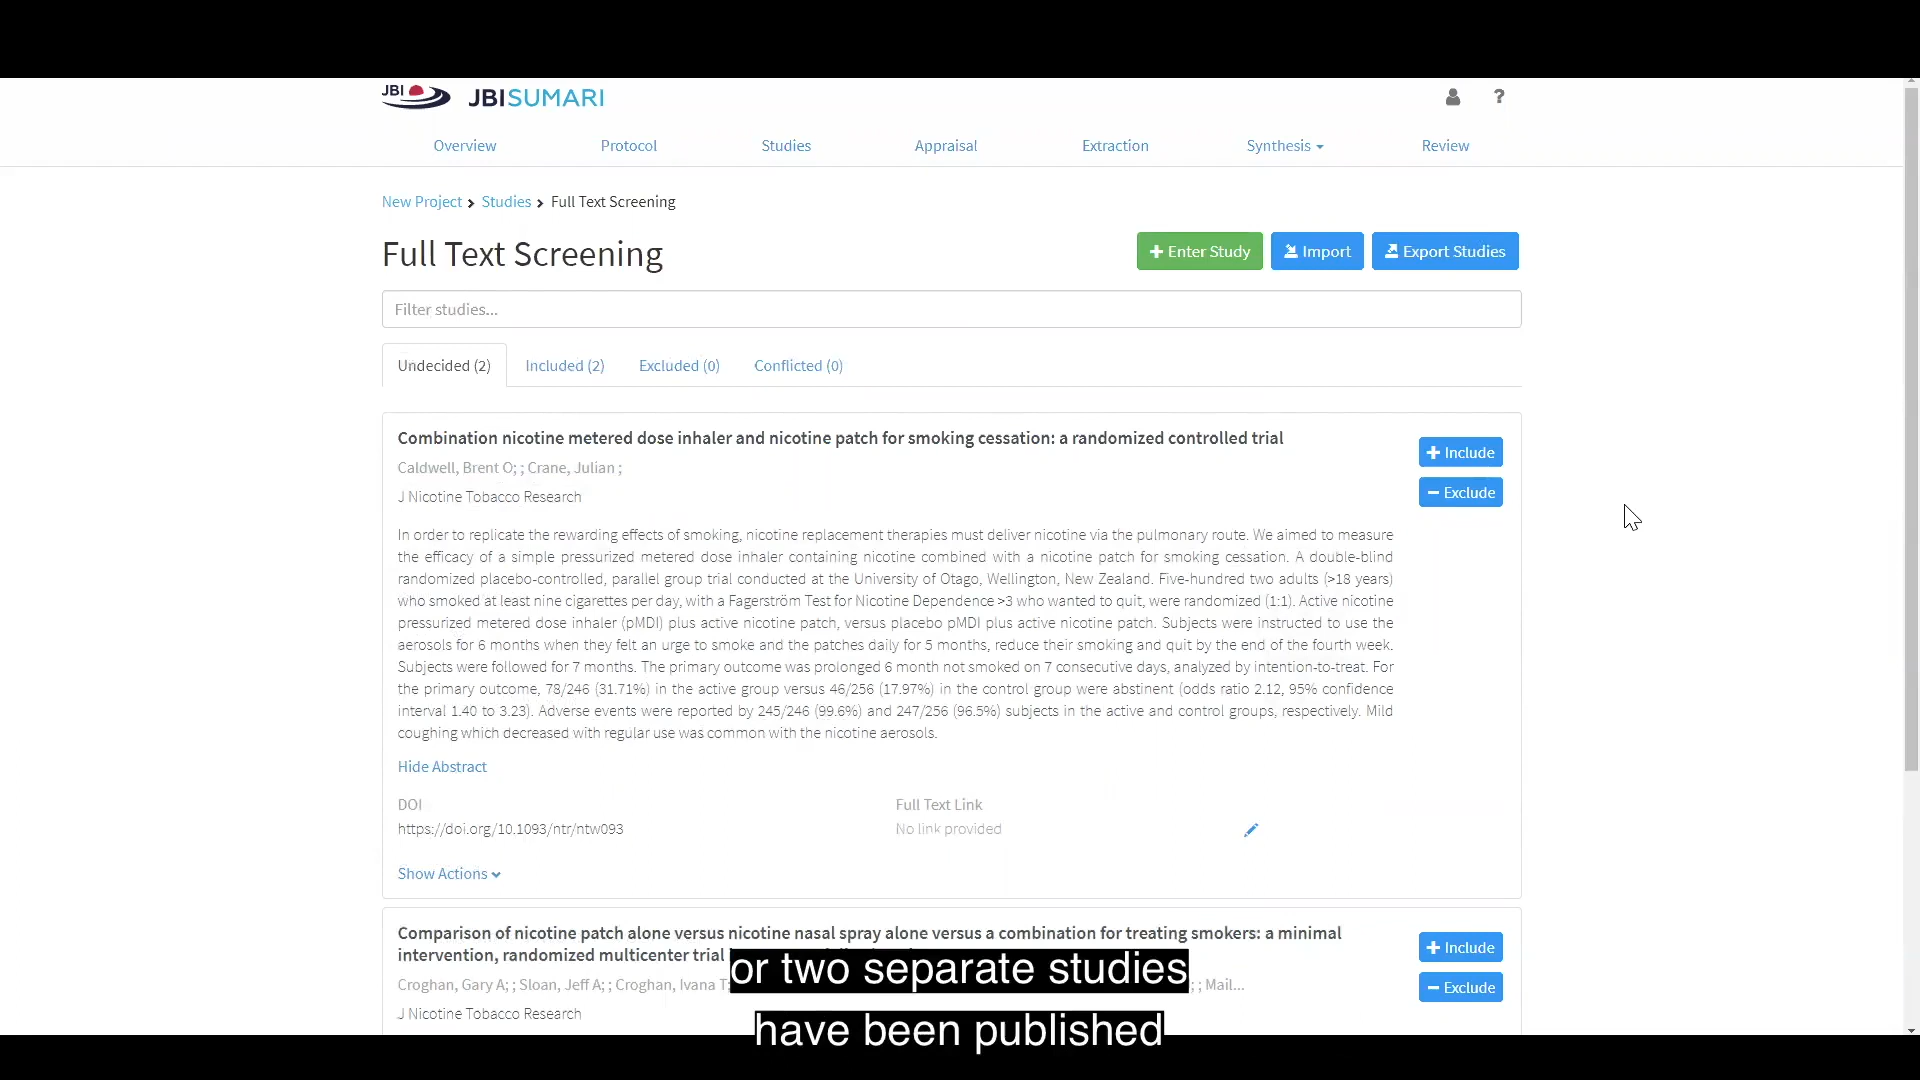 JBI JBISUMARI
?
Overview Protocol Studies Appraisal Extraction Synthesis Review
New Project Studies Full Text Screening
Full Text Screening
Enter Study Import Export Studies
Filter studies...
Undecided (2) Included (2) Excluded (0) Conflicted (0)
Combination nicotine metered dose inhaler and nicotine patch for smoking cessation: a randomized controlled trial
Include
Caldwell, Brent O; ; Crane, Julian ;
Exclude
J Nicotine Tobacco Research
In order to replicate the rewarding effects of smoking, nicotine replacement therapies must deliver nicotine via the pulmonary route. We aimed to measure
the efficacy of a simple pressurized metered dose inhaler containing nicotine combined with a nicotine patch for smoking cessation. A double-blind
randomized placebo-controlled, parallel group trial conducted at the University of Otago, Wellington, New Zealand. Five-hundred two adults (>18 years)
who smoked at least nine cigarettes per day, with a Fagerström Test for Nicotine Dependence >3 who wanted to quit, were randomized (1:1). Active nicotine
pressurized metered dose inhaler (pMDI) plus active nicotine patch, versus placebo pMDI plus active nicotine patch. Subjects were instructed to use the
aerosols for 6 months when they felt an urge to smoke and the patches daily for 5 months, reduce their smoking and quit by the end of the fourth week.
Subjects were followed for 7 months. The primary outcome was prolonged 6 month not smoked on 7 consecutive days, analyzed by intention-to-treat. For
the primary outcome, 78/246 (31.71%) in the active group versus 46/256 (17.97%) in the control group were abstinent (odds ratio 2.12, 95% confidence
interval 1.40 to 3.23). Adverse events were reported by 245/246 (99.6%) and 247/256 (96.5%) subjects in the active and control groups, respectively. Mild
coughing which decreased with regular use was common with the nicotine aerosols.
Hide Abstract
DOI Full Text Link
https://doi.org/10.1093/ntr/ntw093 No link provided
Show Actions
Comparison of nicotine patch alone versus nicotine nasal spray alone versus a combination for treating smokers: a minimal
Include
intervention, randomized multicenter trial
Croghan, Gary A; ; Sloan, Jeff A; ; Croghan, Ivana T ; ; Mail...
Exclude
J Nicotine Tobacco Research
or two separate studies
have been published